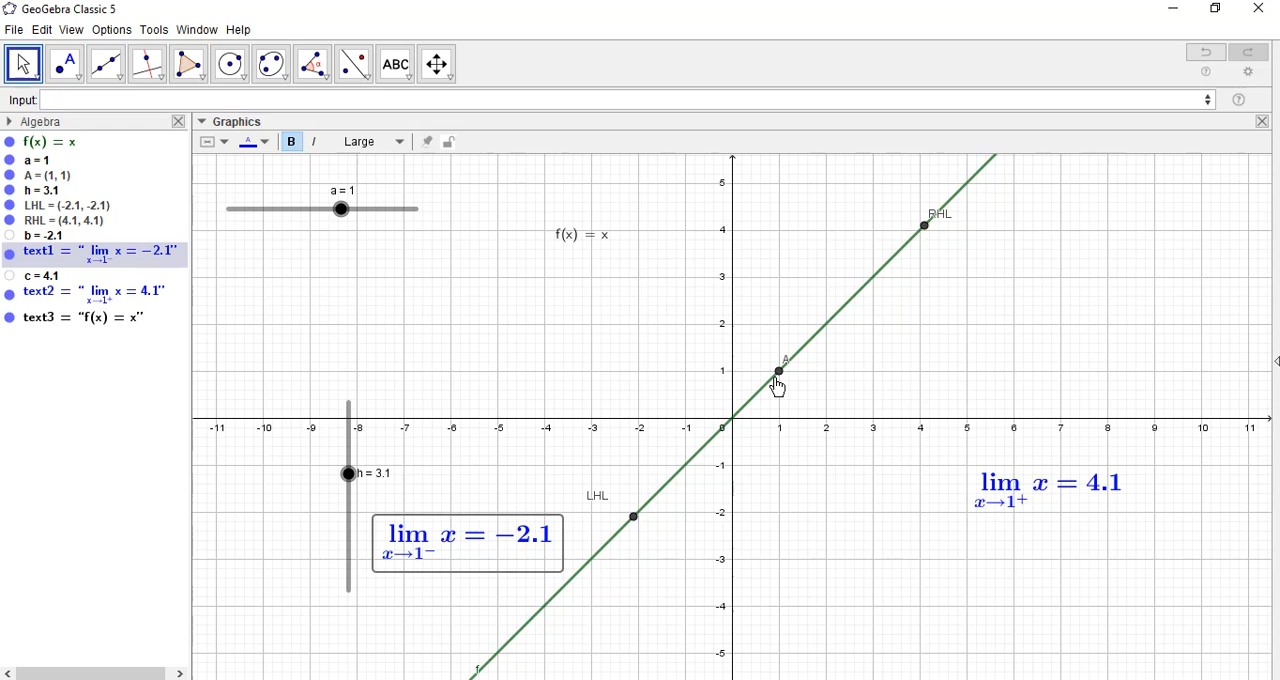 GeoGebra Classic 5
File Edit View Options Tools Window Help
A α ABC
Input:
Algebra
Graphics
A B I Large
f(x) = x
a = 1
A = (1, 1)
h = 3.1
LHL = (-2.1, -2.1)
RHL = (4.1, 4.1)
b = -2.1
text1 = “ lim x→1⁻ x = −2.1”
c = 4.1
text2 = “ lim x→1⁺ x = 4.1”
text3 = “f(x) = x”
a = 1
f(x) = x
RHL
A
LHL
h = 3.1
lim x→1⁻ x = −2.1
lim x→1⁺ x = 4.1
f
5
4
3
2
1
-11 -10 -9 -8 -7 -6 -5 -4 -3 -2 -1 0 1 2 3 4 5 6 7 8 9 10 11
-1
-2
-3
-4
-5